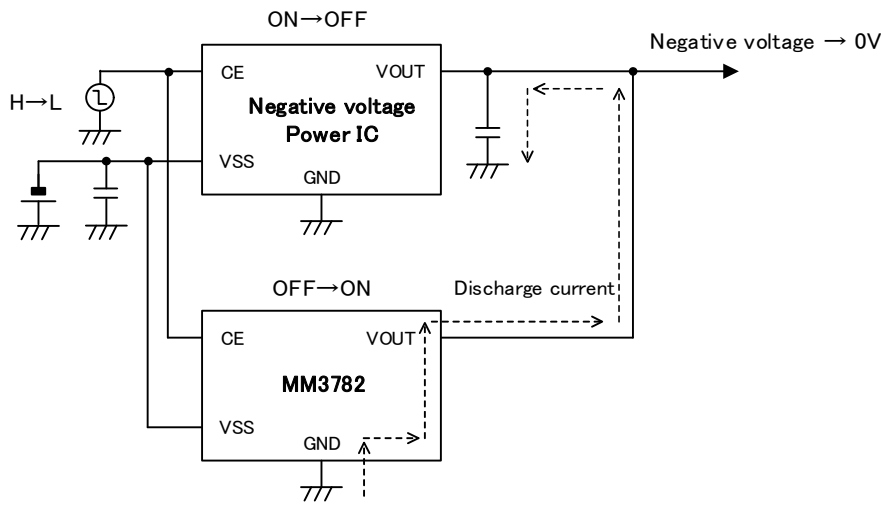 ON→OFF
Negative voltage → 0V
CE
VOUT
H→L
Negative voltage
Power IC
VSS
GND
OFF→ON
Discharge current
CE
VOUT
MM3782
VSS
GND